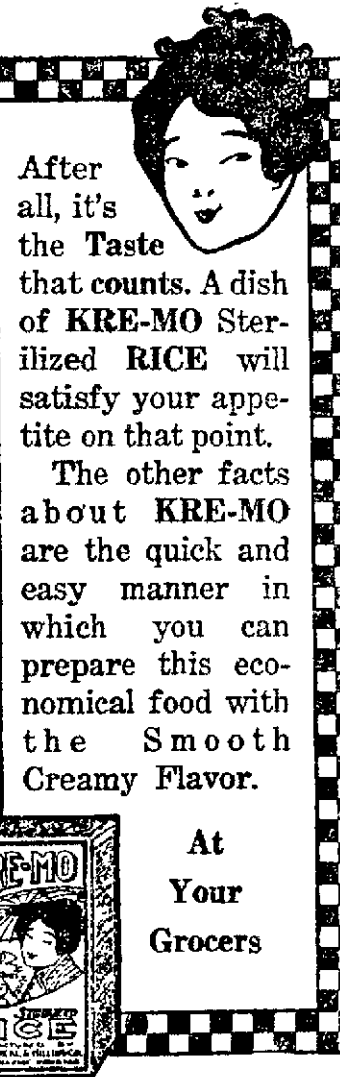 After
all, it's
the Taste
that counts. A dish
of KRE-MO Ster-
ilized RICE will
satisfy your appe-
tite on that point.
The other facts
about KRE-MO
are the quick and
easy manner in
which you can
prepare this eco-
nomical food with
the Smooth
Creamy Flavor.
At
Your
Grocers
RE-MO
ICE